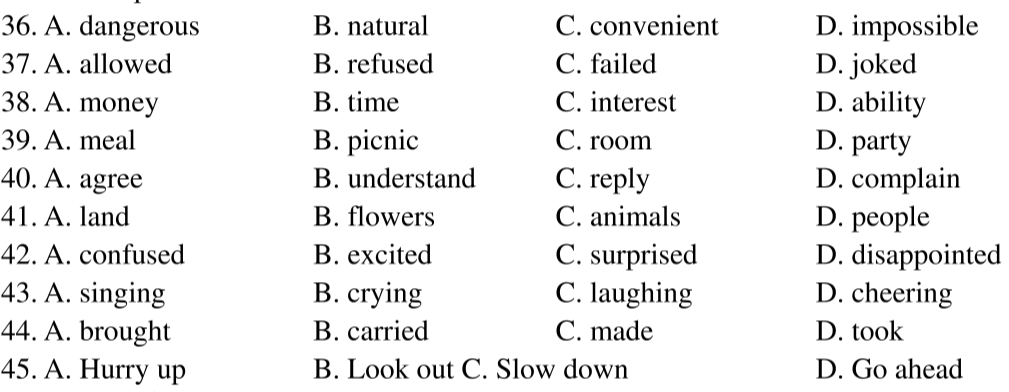 36. A. dangerous B. natural C. convenient D. impossible
37. A. allowed B. refused C. failed D. joked
38. A. money B. time C. interest D. ability
39. A. meal B. picnic C. room D. party
40. A. agree B. understand C. reply D. complain
41. A. land B. flowers C. animals D. people
42. A. confused B. excited C. surprised D. disappointed
43. A. singing B. crying C. laughing D. cheering
44. A. brought B. carried C. made D. took
45. A. Hurry up B. Look out C. Slow down D. Go ahead